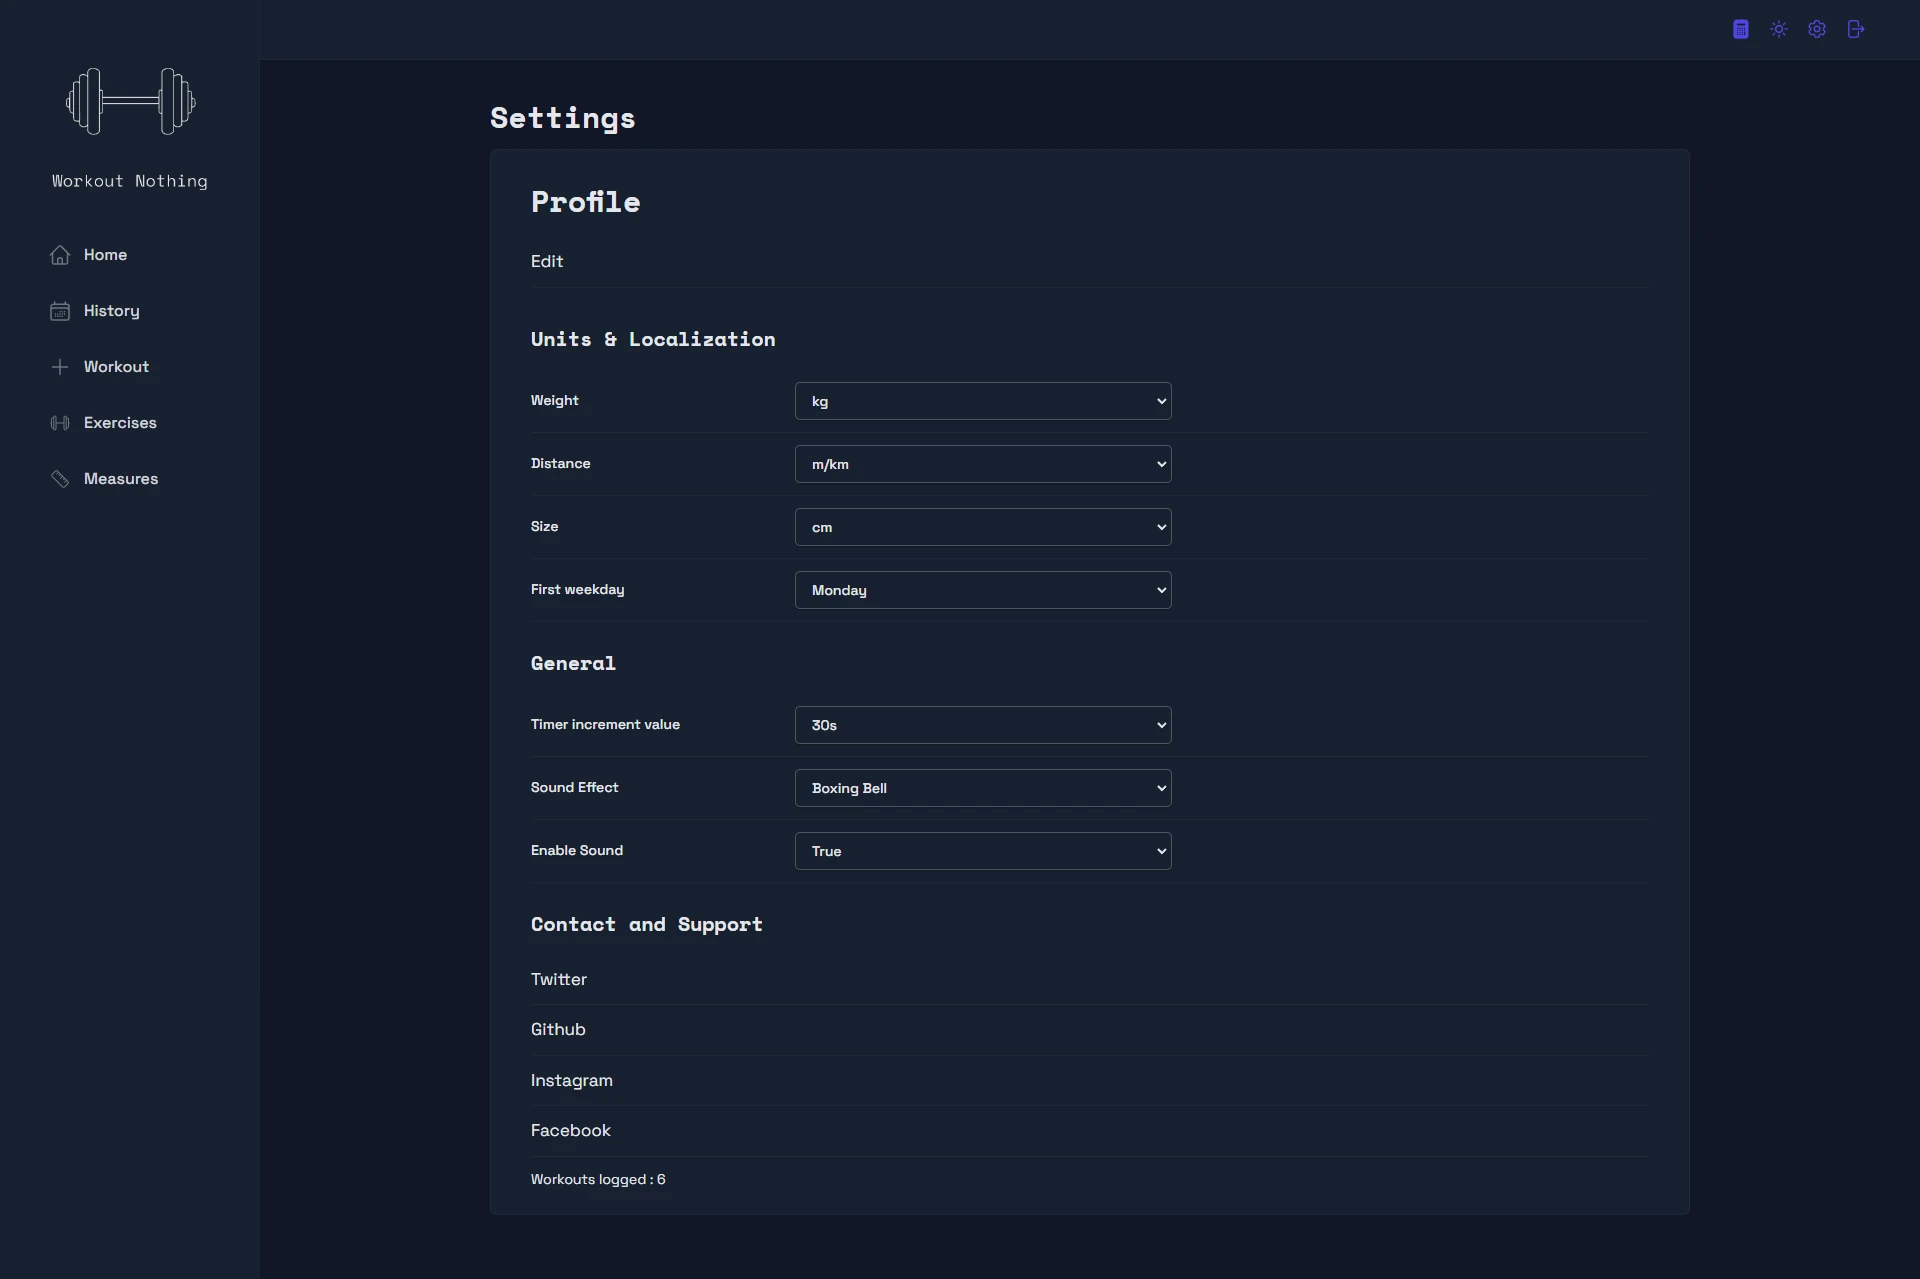 Workout Nothing
Home
History
Workout
Exercises
Measures
Settings
Profile
Edit
Units & Localization
Weight kg
Distance m/km
Size cm
First weekday Monday
General
Timer increment value 30s
Sound Effect Boxing Bell
Enable Sound True
Contact and Support
Twitter
Github
Instagram
Facebook
Workouts logged : 6